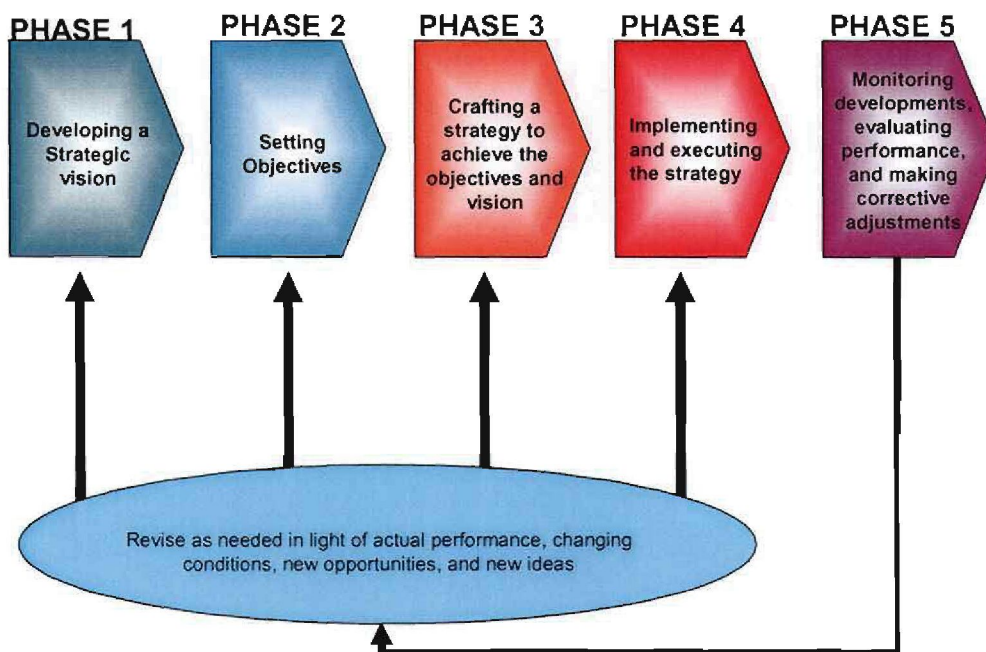 PHASE 1
Developing a
Strategic
vision
PHASE 2
Setting
Objectives
PHASE 3
Crafting a
strategy to
achieve the
objectives and
vision
PHASE 4
Implementing
and executing
the strategy
PHASE 5
Monitoring
developments,
evaluating
performance,
and making
corrective
adjustments
Revise as needed in light of actual performance, changing
conditions, new opportunities, and new ideas